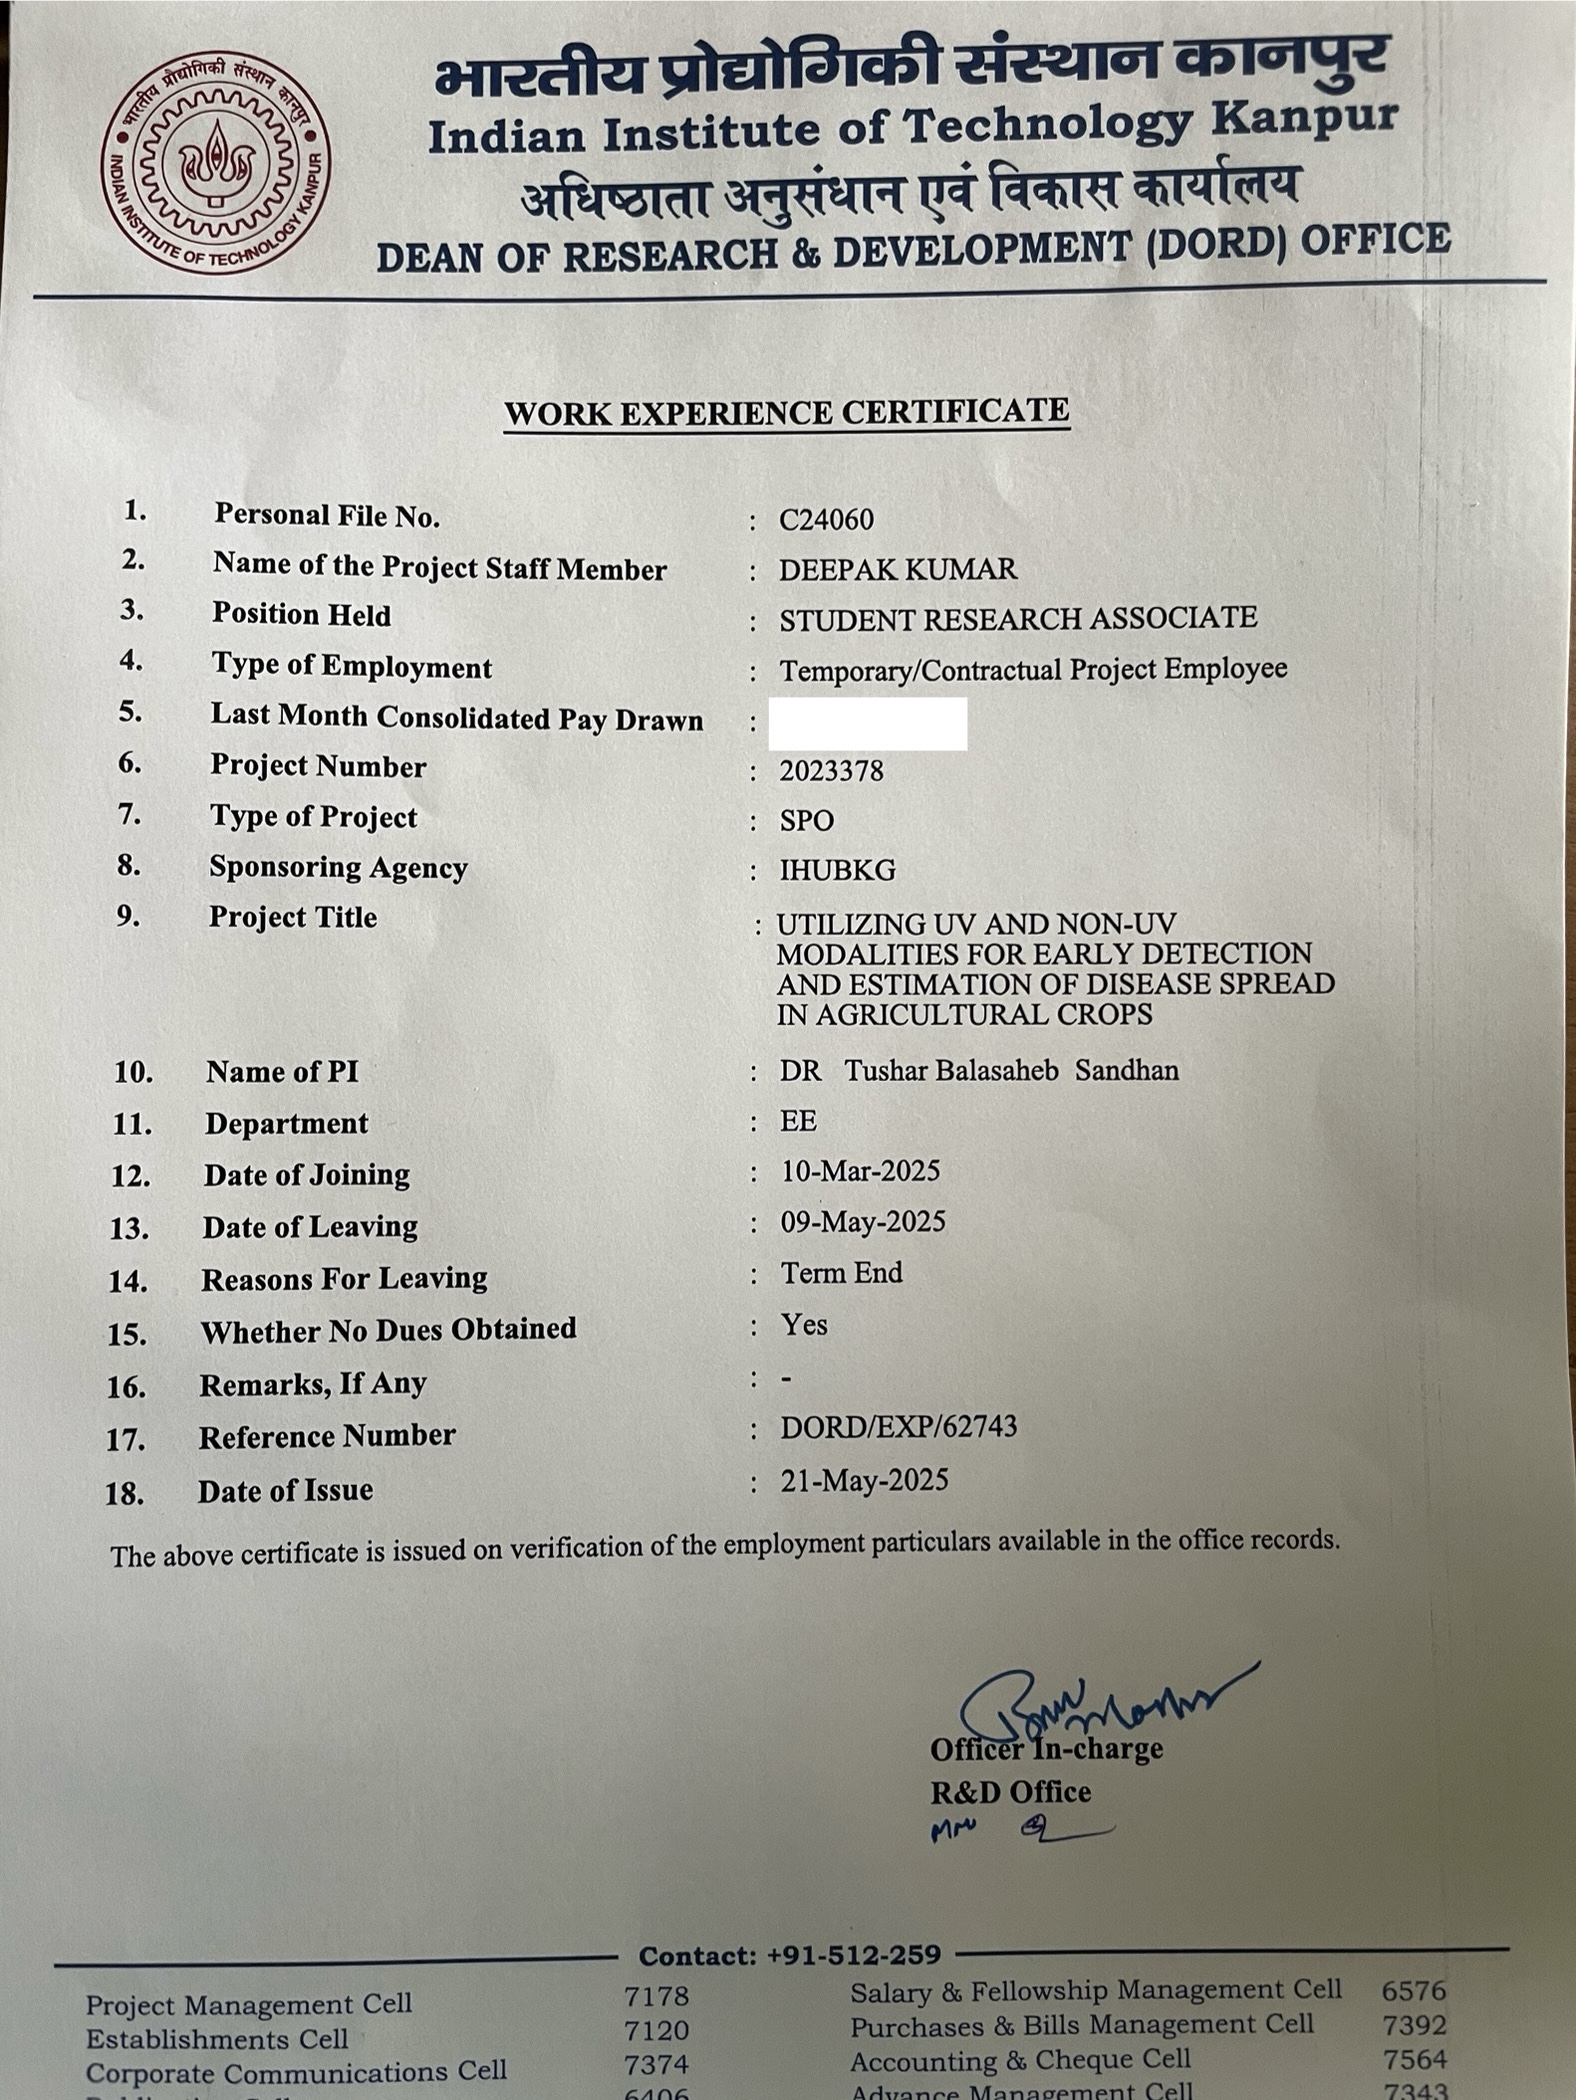 भारतीय प्रौद्योगिकी संस्थान कानपुर
INDIAN INSTITUTE OF TECHNOLOGY KANPUR
भारतीय प्रोद्योगिकी संस्थान कानपुर
Indian Institute of Technology Kanpur
अधिष्ठाता अनुसंधान एवं विकास कार्यालय
DEAN OF RESEARCH & DEVELOPMENT (DORD) OFFICE
WORK EXPERIENCE CERTIFICATE
1. Personal File No. : C24060
2. Name of the Project Staff Member : DEEPAK KUMAR
3. Position Held : STUDENT RESEARCH ASSOCIATE
4. Type of Employment : Temporary/Contractual Project Employee
5. Last Month Consolidated Pay Drawn :
6. Project Number : 2023378
7. Type of Project : SPO
8. Sponsoring Agency : IHUBKG
9. Project Title : UTILIZING UV AND NON-UV
MODALITIES FOR EARLY DETECTION
AND ESTIMATION OF DISEASE SPREAD
IN AGRICULTURAL CROPS
10. Name of PI : DR Tushar Balasaheb Sandhan
11. Department : EE
12. Date of Joining : 10-Mar-2025
13. Date of Leaving : 09-May-2025
14. Reasons For Leaving : Term End
15. Whether No Dues Obtained : Yes
16. Remarks, If Any : -
17. Reference Number : DORD/EXP/62743
18. Date of Issue : 21-May-2025
The above certificate is issued on verification of the employment particulars available in the office records.
Officer In-charge
R&D Office
Contact: +91-512-259
Project Management Cell 7178 Salary & Fellowship Management Cell 6576
Establishments Cell 7120 Purchases & Bills Management Cell 7392
Corporate Communications Cell 7374 Accounting & Cheque Cell 7564
6406 Advance Management Cell 7343